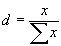 d = x / ∑x